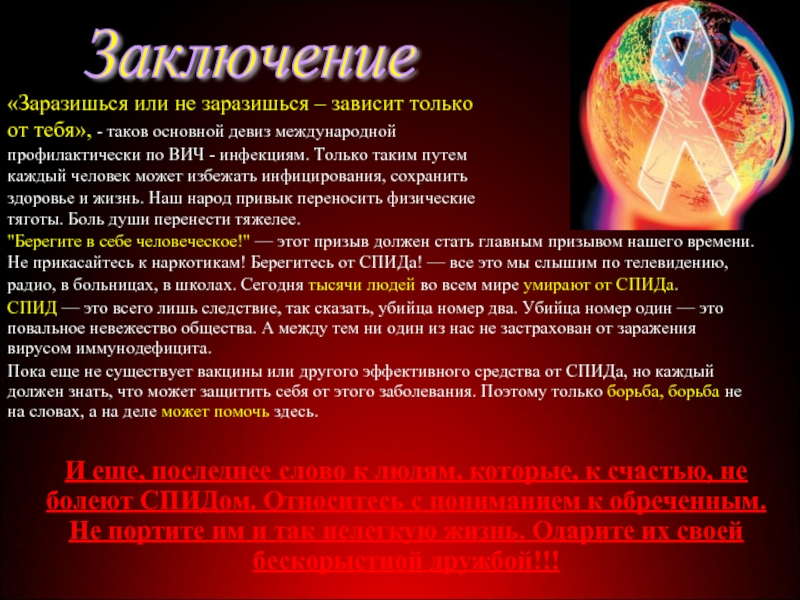 Заключение
«Заразишься или не заразишься – зависит только
от тебя», - таков основной девиз международной
профилактически по ВИЧ - инфекциям. Только таким путем
каждый человек может избежать инфицирования, сохранить
здоровье и жизнь. Наш народ привык переносить физические
тяготы. Боль души перенести тяжелее.
"Берегите в себе человеческое!" — этот призыв должен стать главным призывом нашего времени.
Не прикасайтесь к наркотикам! Берегитесь от СПИДа! — все это мы слышим по телевидению,
радио, в больницах, в школах. Сегодня тысячи людей во всем мире умирают от СПИДа.
СПИД — это всего лишь следствие, так сказать, убийца номер два. Убийца номер один — это
повальное невежество общества. А между тем ни один из нас не застрахован от заражения
вирусом иммунодефицита.
Пока еще не существует вакцины или другого эффективного средства от СПИДа, но каждый
должен знать, что может защитить себя от этого заболевания. Поэтому только борьба, борьба не
на словах, а на деле может помочь здесь.
И еще, последнее слово к людям, которые, к счастью, не
болеют СПИДом. Относитесь с пониманием к обреченным.
Не портите им и так нелегкую жизнь. Одарите их своей
бескорыстной дружбой!!!